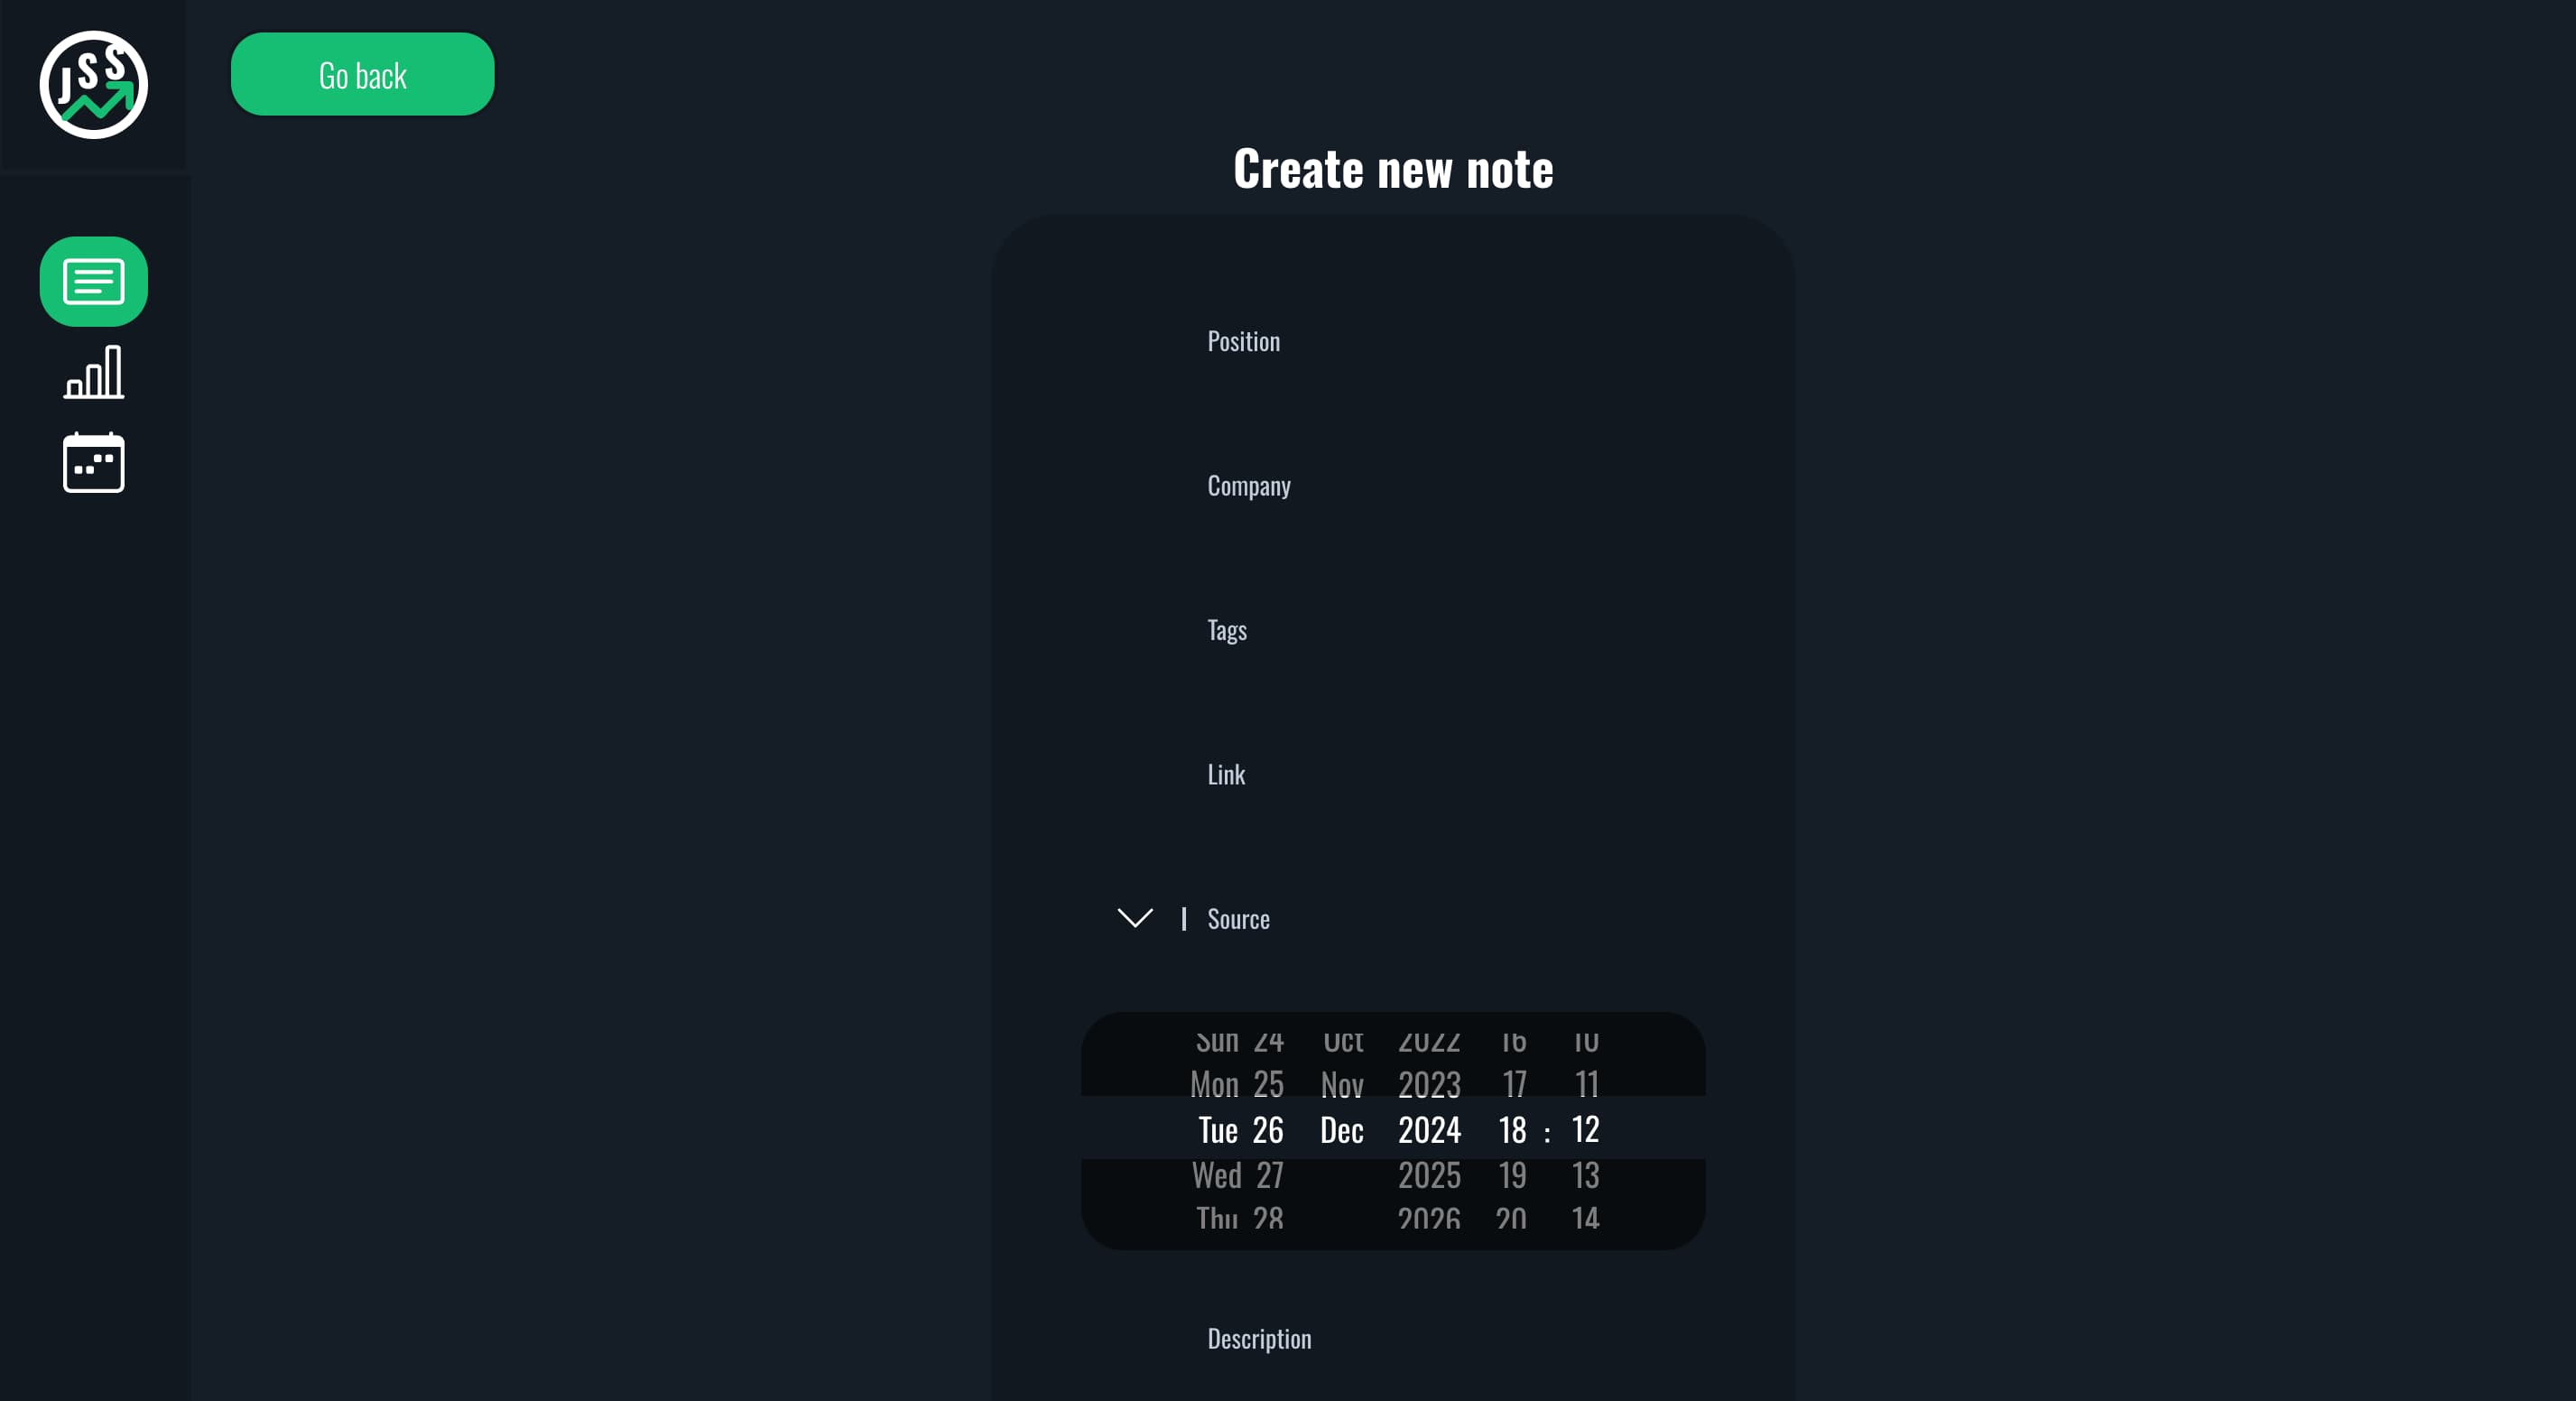 JSS
Go back
Create new note
Position
Company
Tags
Link
Source
Sun 24 Oct 2022 16 10
Mon 25 Nov 2023 17 11
Tue 26 Dec 2024 18 : 12
Wed 27 2025 19 13
Thu 28 2026 20 14
Description